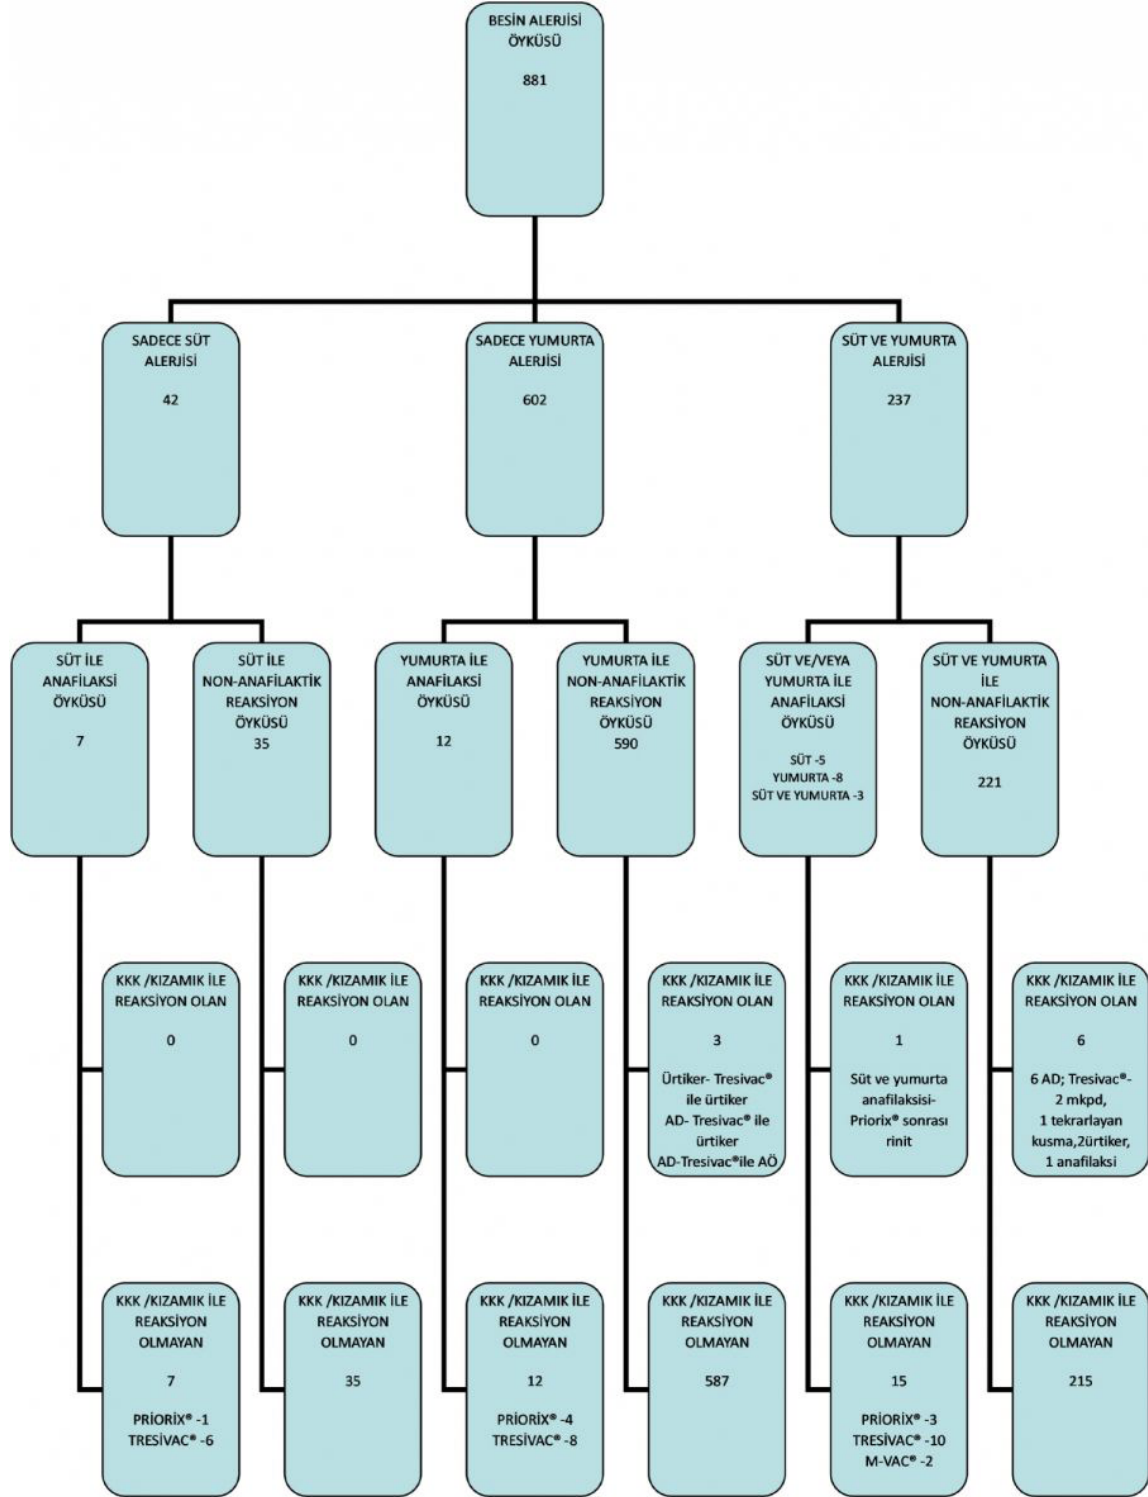 BESİN ALERJİSİ
ÖYKÜSÜ
881
SADECE SÜT
ALERJİSİ
42
SADECE YUMURTA
ALERJİSİ
602
SÜT VE YUMURTA
ALERJİSİ
237
SÜT İLE
ANAFİLAKSİ
ÖYKÜSÜ
7
SÜT İLE
NON-ANAFİLAKTİK
REAKSİYON
ÖYKÜSÜ
35
YUMURTA İLE
ANAFİLAKSİ
ÖYKÜSÜ
12
YUMURTA İLE
NON-ANAFİLAKTİK
REAKSİYON
ÖYKÜSÜ
590
SÜT VE/VEYA
YUMURTA İLE
ANAFİLAKSİ
ÖYKÜSÜ
SÜT -5
YUMURTA -8
SÜT VE YUMURTA -3
SÜT VE YUMURTA
İLE
NON-ANAFİLAKTİK
REAKSİYON
ÖYKÜSÜ
221
KKK /KIZAMIK İLE
REAKSİYON OLAN
0
KKK /KIZAMIK İLE
REAKSİYON OLAN
0
KKK /KIZAMIK İLE
REAKSİYON OLAN
0
KKK /KIZAMIK İLE
REAKSİYON OLAN
3
Ürtiker- Tresivac®
ile ürtiker
AD- Tresivac® ile
ürtiker
AD-Tresivac®ile AÖ
KKK /KIZAMIK İLE
REAKSİYON OLAN
1
Süt ve yumurta
anafilaksisi-
Priorix® sonrası
rinit
KKK /KIZAMIK İLE
REAKSİYON OLAN
6
6 AD; Tresivac®-
2 mkpd,
1 tekrarlayan
kusma,2ürtiker,
1 anafilaksi
KKK /KIZAMIK İLE
REAKSİYON
OLMAYAN
7
PRİORİX® -1
TRESİVAC® -6
KKK /KIZAMIK İLE
REAKSİYON
OLMAYAN
35
KKK /KIZAMIK İLE
REAKSİYON
OLMAYAN
12
PRİORİX® -4
TRESİVAC® -8
KKK /KIZAMIK İLE
REAKSİYON
OLMAYAN
587
KKK /KIZAMIK İLE
REAKSİYON
OLMAYAN
15
PRİORİX® -3
TRESİVAC® -10
M-VAC® -2
KKK /KIZAMIK İLE
REAKSİYON
OLMAYAN
215